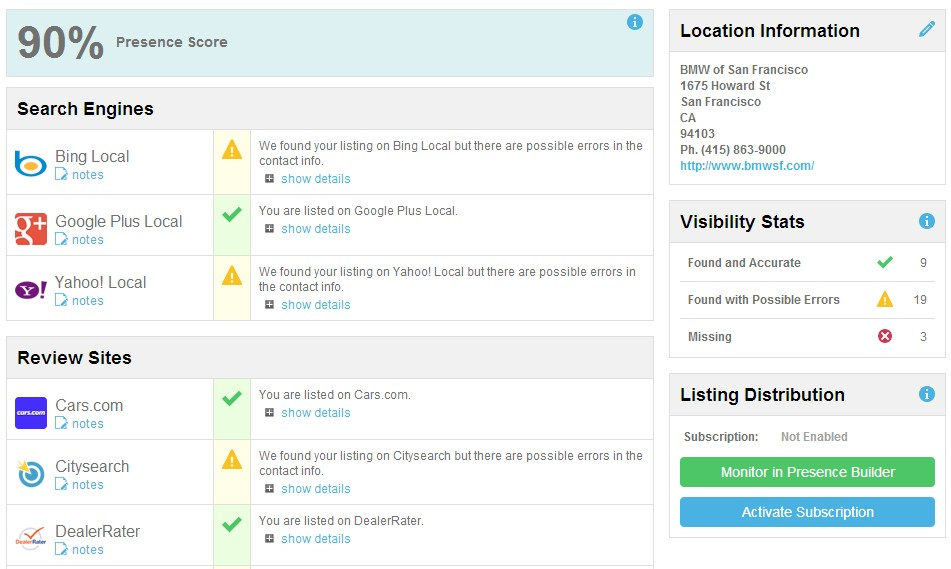 90% Presence Score
Search Engines
Bing Local
notes
We found your listing on Bing Local but there are possible errors in the
contact info.
show details
Google Plus Local
notes
You are listed on Google Plus Local.
show details
Yahoo! Local
notes
We found your listing on Yahoo! Local but there are possible errors in
the contact info.
show details
Review Sites
cars.com
Cars.com
notes
You are listed on Cars.com.
show details
Citysearch
notes
We found your listing on Citysearch but there are possible errors in the
contact info.
show details
DealerRater
DealerRater
notes
You are listed on DealerRater.
show details
Location Information
BMW of San Francisco
1675 Howard St
San Francisco
CA
94103
Ph. (415) 863-9000
http://www.bmwsf.com/
Visibility Stats
Found and Accurate 9
Found with Possible Errors 19
Missing 3
Listing Distribution
Subscription: Not Enabled
Monitor in Presence Builder
Activate Subscription